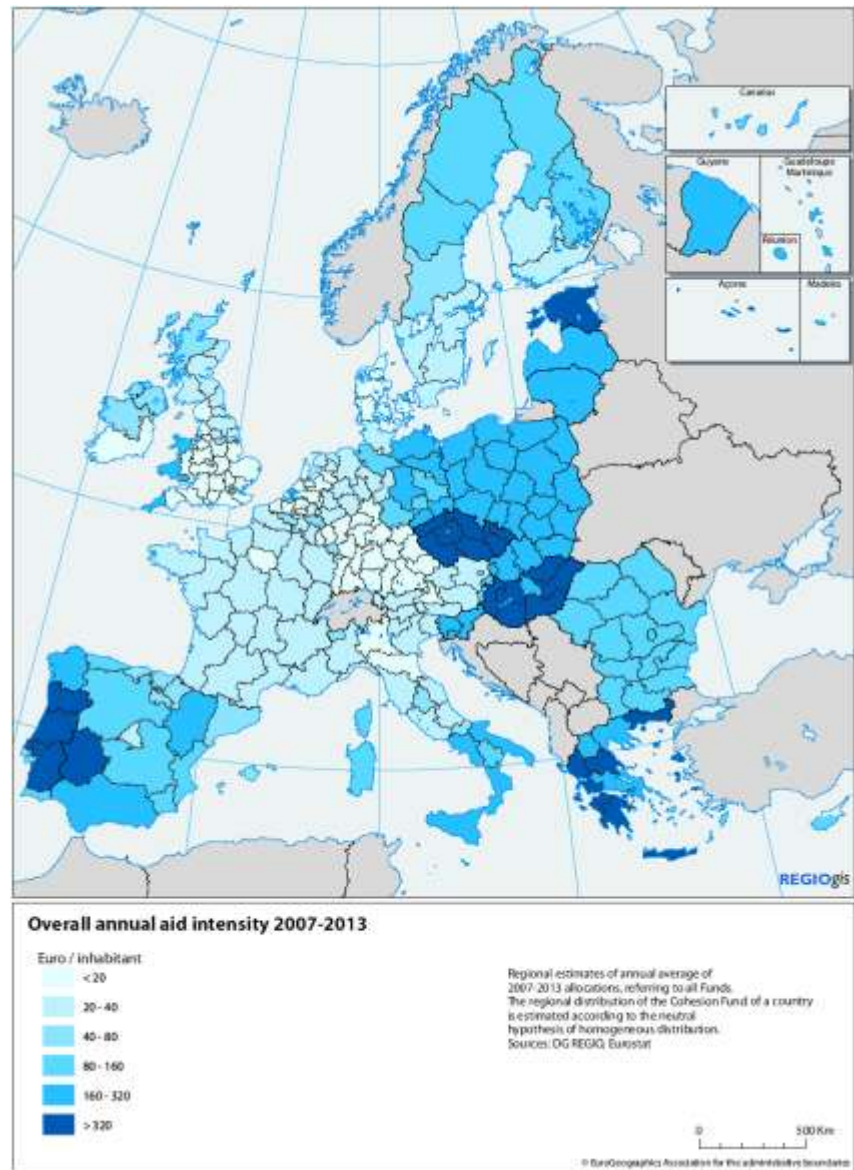 Canarias
Guyane
Guadeloupe
Martinique
Réunion
Açores
Madeira
REGIOgis
Overall annual aid intensity 2007-2013
Euro / inhabitant
< 20
20 - 40
40 - 80
80 - 160
160 - 320
> 320
Regional estimates of annual average of
2007-2013 allocations, referring to all Funds.
The regional distribution of the Cohesion Fund of a country
is estimated according to the neutral
hypothesis of homogeneous distribution.
Sources: DG REGIO, Eurostat
0 500 Km
© EuroGeographics Association for the administrative boundaries